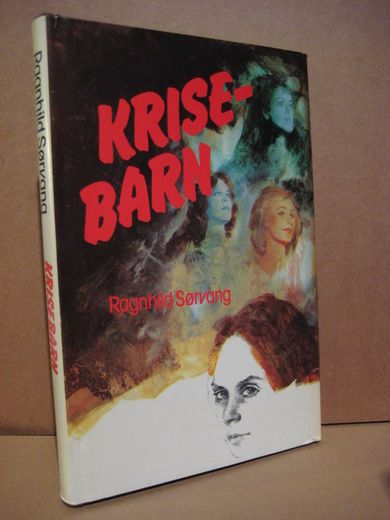 KRISE-
BARN
Ragnhild Sørvang
Ragnhild Sørvang
KRISEBARN